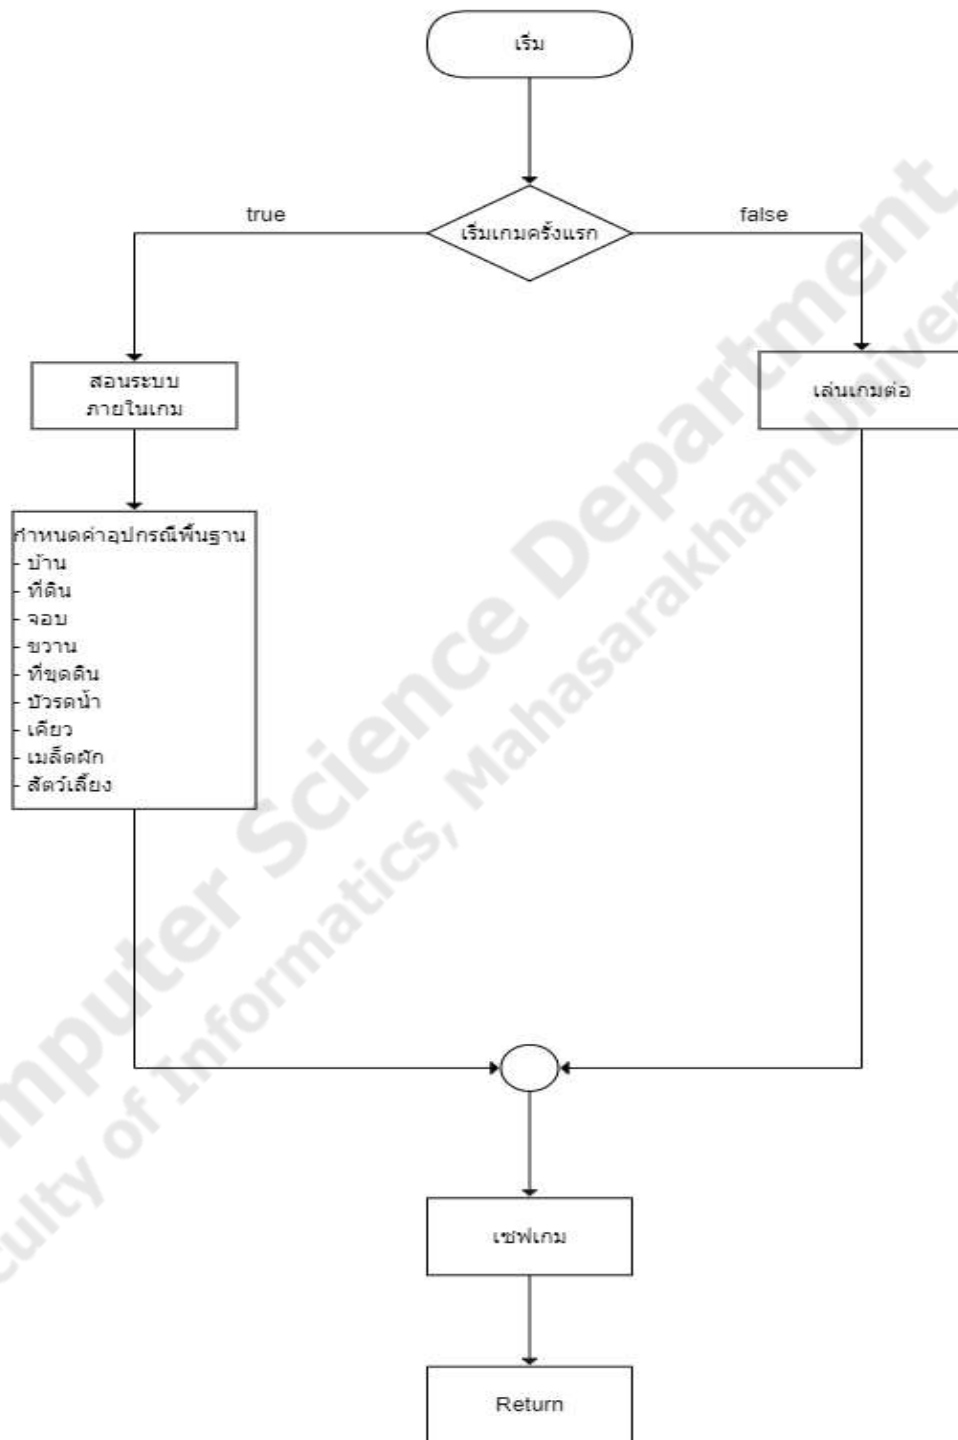 เริ่ม
true
เริ่มเกมครั้งแรก
false
สอนระบบ
ภายในเกม
เล่นเกมต่อ
กำหนดค่าอุปกรณ์พื้นฐาน
- บ้าน
- ที่ดิน
- จอบ
- ขวาน
- ที่ขุดดิน
- บัวรดน้ำ
- เคียว
- เมล็ดผัก
- สัตว์เลี้ยง
เซฟเกม
Return
mputer Science Department
culty of Informatics, Mahasarakham Univer